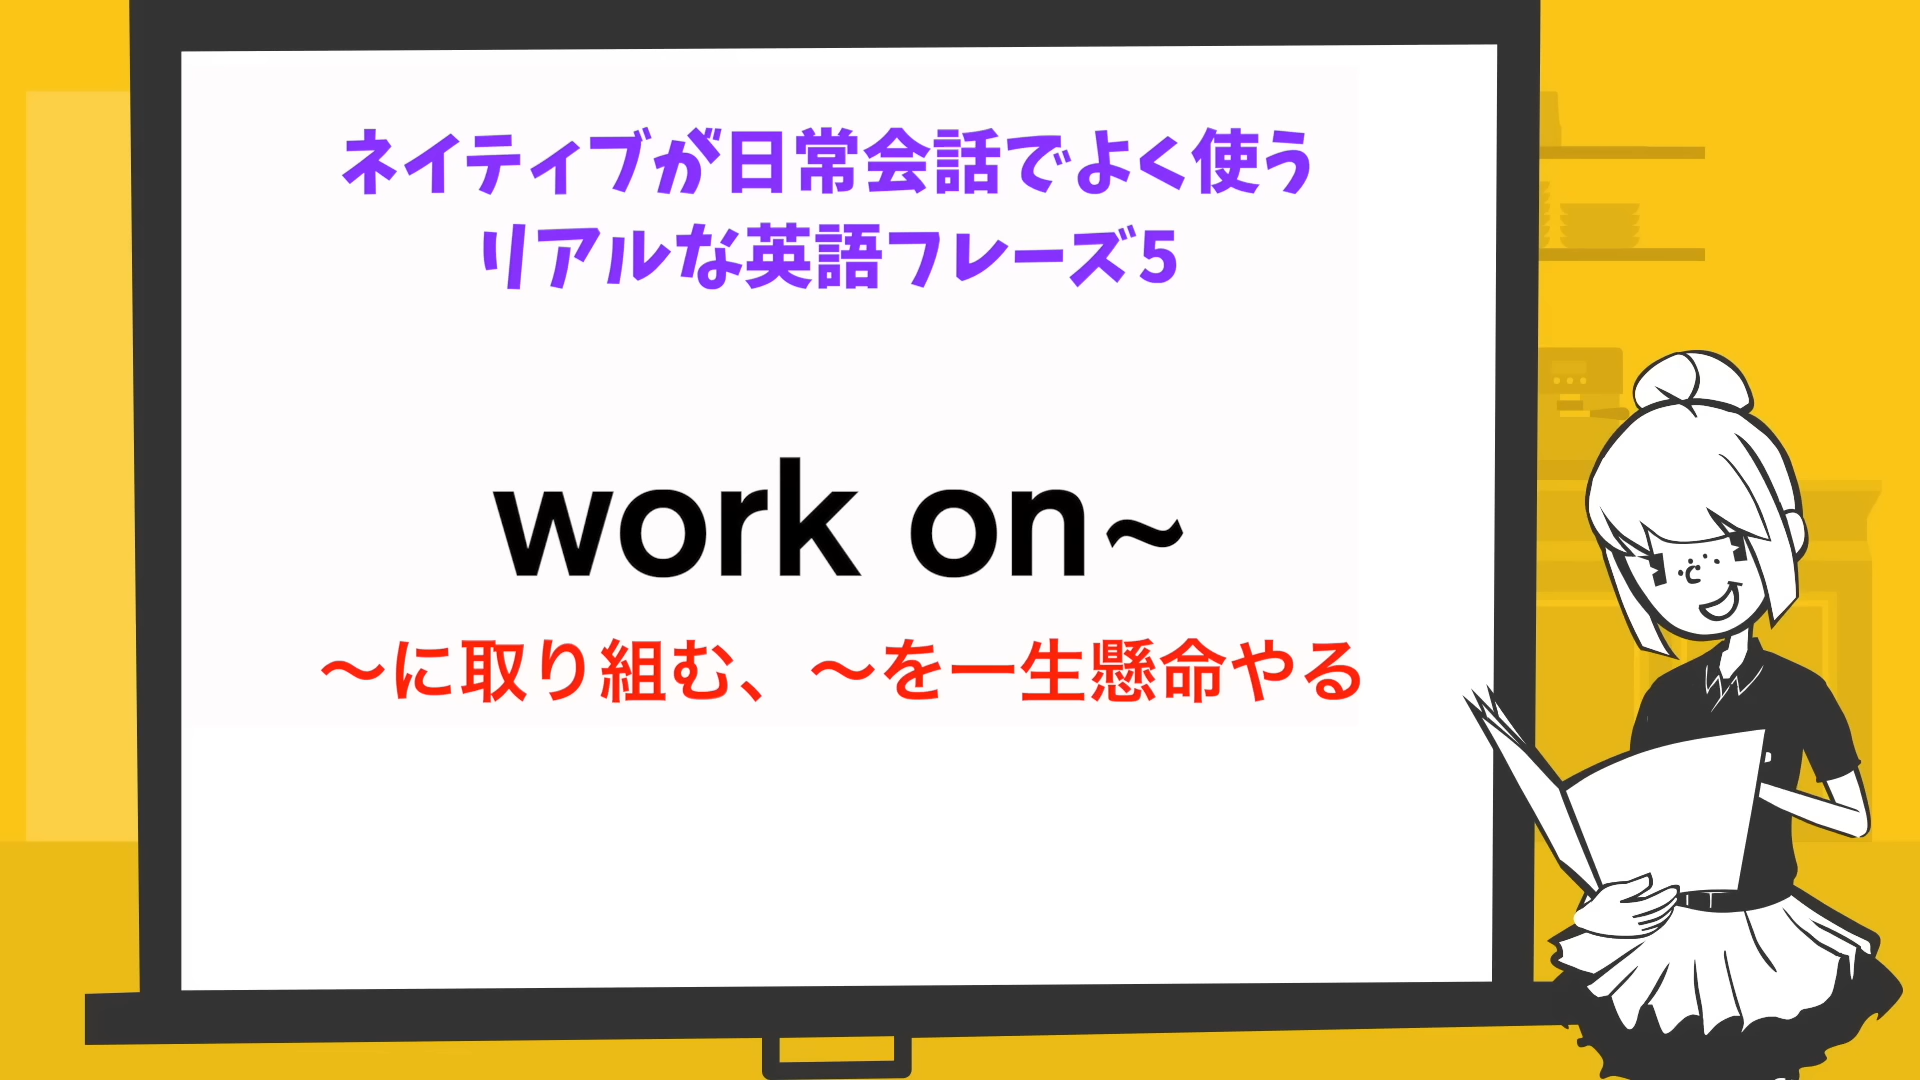 ネイティブが日常会話でよく使う
リアルな英語フレーズ5
work on~
〜に取り組む、〜を一生懸命やる